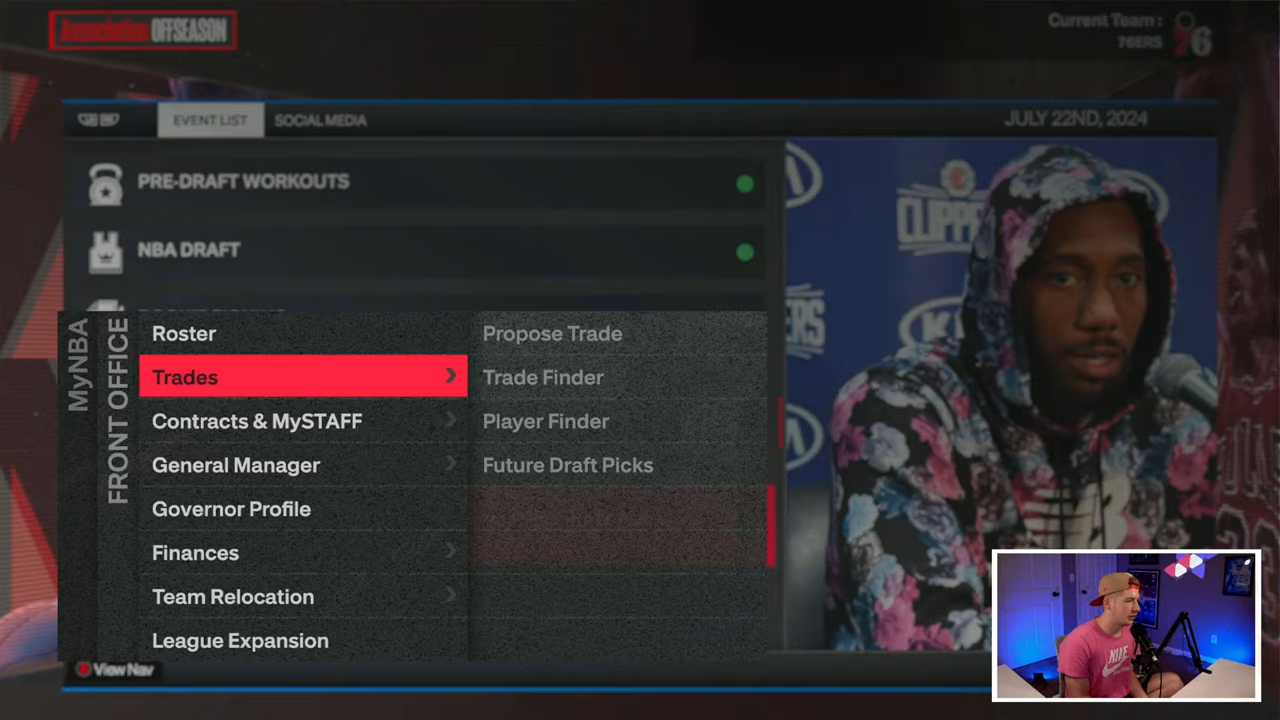 Association OFFSEASON
Current Team :
76ERS
76
EVENT LIST
SOCIAL MEDIA
JULY 22ND, 2024
PRE-DRAFT WORKOUTS
NBA DRAFT
CLIPPERS
MyNBA
FRONT OFFICE
Roster
Trades
Contracts & MySTAFF
General Manager
Governor Profile
Finances
Team Relocation
League Expansion
Propose Trade
Trade Finder
Player Finder
Future Draft Picks
View Nav
NIKE